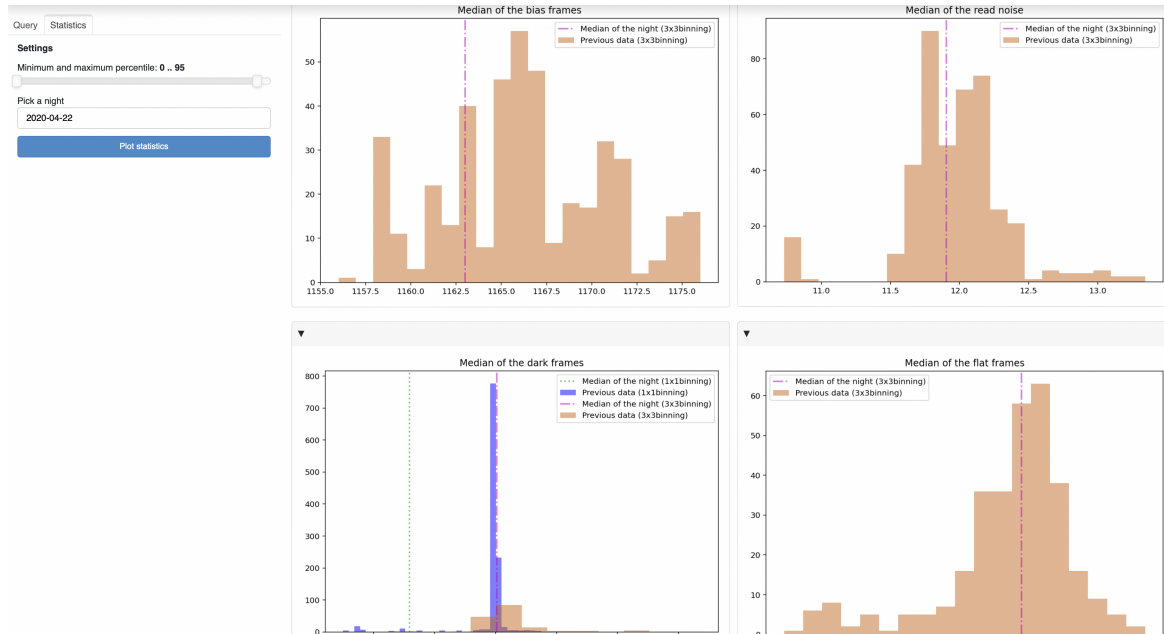 Query
Statistics
Settings
Minimum and maximum percentile: 0 .. 95
Pick a night
2020-04-22
Plot statistics
Median of the bias frames
Median of the night (3x3binning)
Previous data (3x3binning)
50
40
30
20
10
0
1155.0 1157.5 1160.0 1162.5 1165.0 1167.5 1170.0 1172.5 1175.0
Median of the read noise
Median of the night (3x3binning)
Previous data (3x3binning)
80
60
40
20
0
11.0 11.5 12.0 12.5 13.0
▼
Median of the dark frames
Median of the night (1x1binning)
Previous data (1x1binning)
Median of the night (3x3binning)
Previous data (3x3binning)
800
700
600
500
400
300
200
100
0
▼
Median of the flat frames
Median of the night (3x3binning)
Previous data (3x3binning)
60
50
40
30
20
10